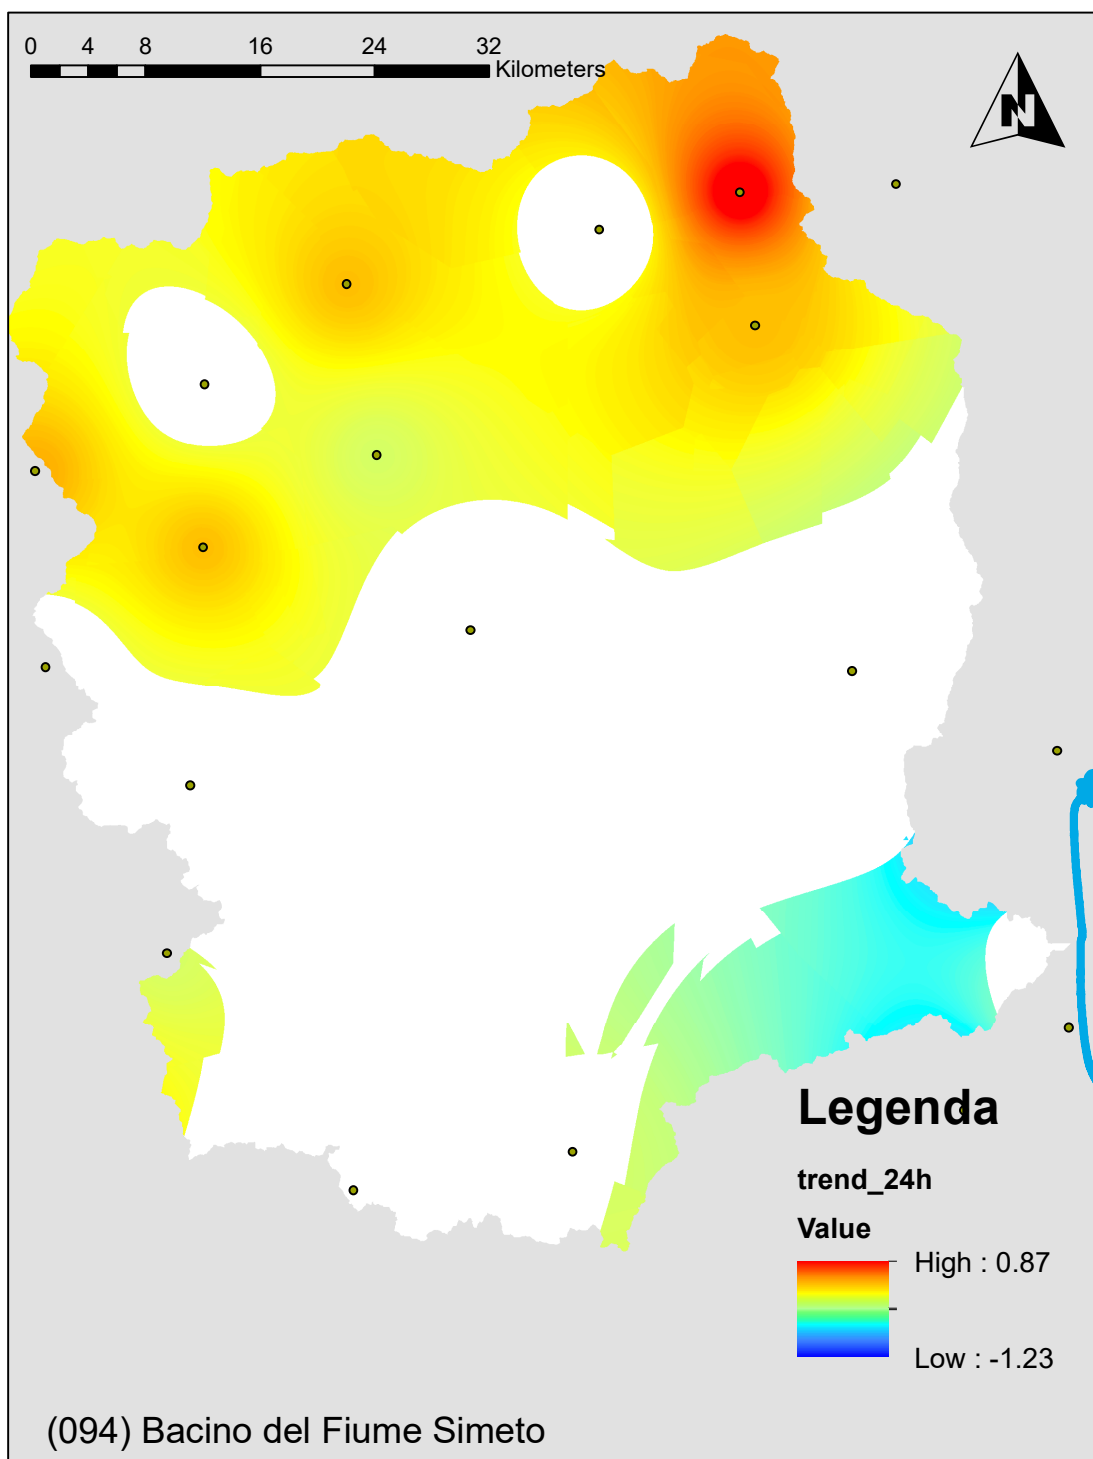 0 4 8 16 24 32
Kilometers
N
Legenda
trend_24h
Value
High : 0.87
Low : -1.23
(094) Bacino del Fiume Simeto